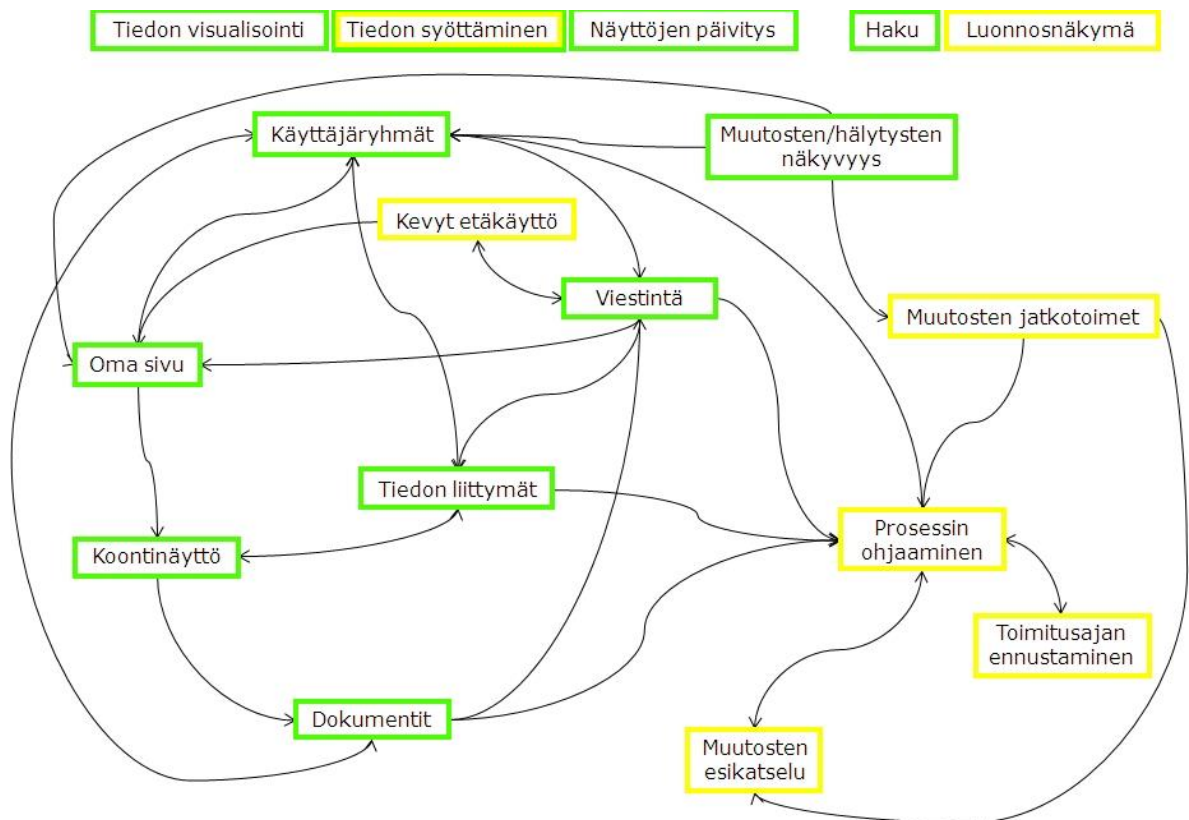 Tiedon visualisointi
Tiedon syöttäminen
Näyttöjen päivitys
Haku
Luonnosnäkymä
Käyttäjäryhmät
Muutosten/hälytysten
näkyvyys
Kevyt etäkäyttö
Viestintä
Muutosten jatkotoimet
Oma sivu
Tiedon liittymät
Prosessin
ohjaaminen
Koontinäyttö
Toimitusajan
ennustaminen
Dokumentit
Muutosten
esikatselu